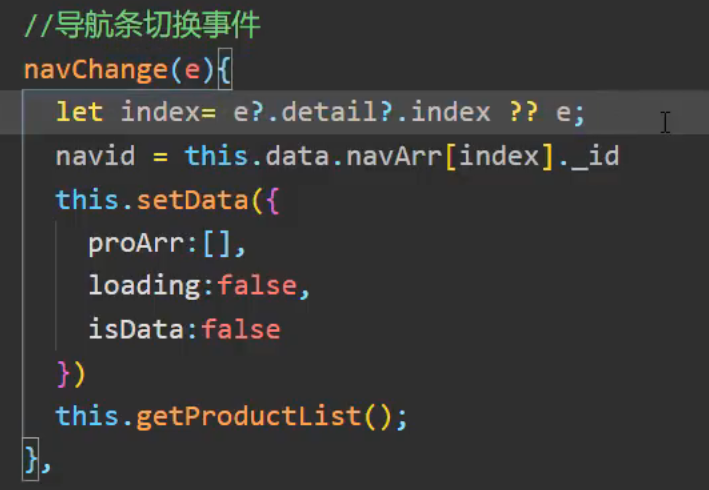 //导航条切换事件
navChange(e){
let index= e?.detail?.index ?? e;
navid = this.data.navArr[index]._id
this.setData({
proArr:[],
loading:false,
isData:false
})
this.getProductList();
},